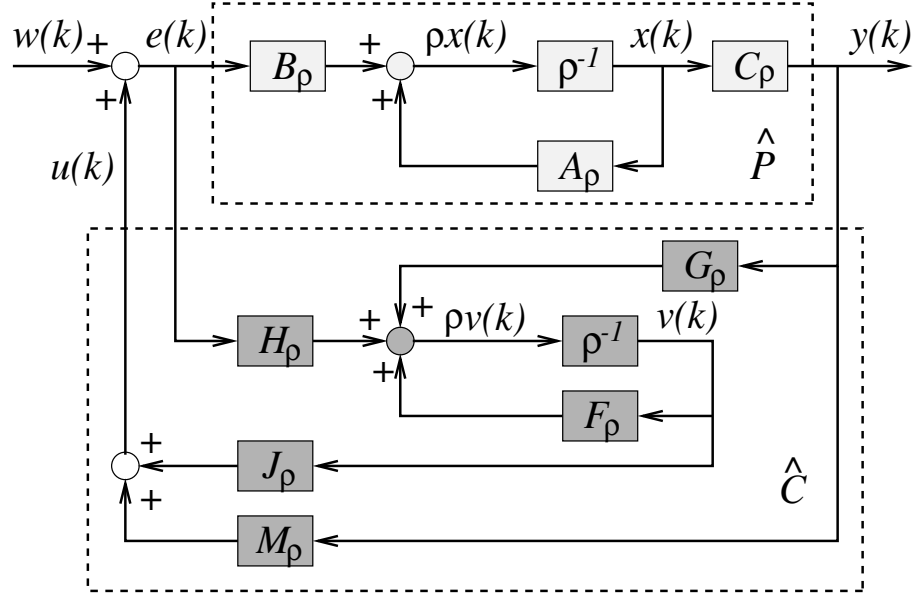 w(k) + e(k) + ρx(k) x(k) y(k)
B_ρ ρ^-1 C_ρ
+ +
A_ρ P̂
u(k)
G_ρ
+ + ρv(k) v(k)
H_ρ ρ^-1
+
F_ρ
+
J_ρ Ĉ
+
M_ρ